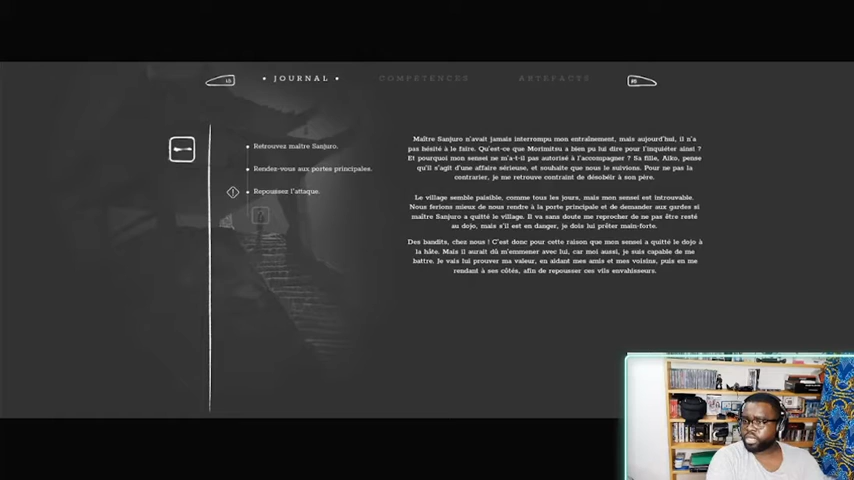 JOURNAL
COMPÉTENCES
ARTEFACTS
Retrouvez maître Sanjuro.
Rendez-vous aux portes principales.
Repoussez l'attaque.
Maître Sanjuro n'avait jamais interrompu mon entraînement, mais aujourd'hui, il n'a
pas hésité à le faire. Qu'est-ce que Morimitsu a bien pu lui dire pour l'inquiéter ainsi ?
Et pourquoi mon sensei ne m'a-t-il pas autorisé à l'accompagner ? Sa fille, Aiko, pense
qu'il s'agit d'une affaire sérieuse, et souhaite que nous le suivions. Pour ne pas la
contrarier, je me retrouve contraint de désobéir à son père.
Le village semble paisible, comme tous les jours, mais mon sensei est introuvable.
Nous ferions mieux de nous rendre à la porte principale et de demander aux gardes si
maître Sanjuro a quitté le village. Il va sans doute me reprocher de ne pas être resté
au dojo, mais s'il est en danger, je dois lui prêter main-forte.
Des bandits, chez nous ! C'est donc pour cette raison que mon sensei a quitté le dojo à
la hâte. Mais il aurait dû m'emmener avec lui, car moi aussi, je suis capable de me
battre. Je vais lui prouver ma valeur, en aidant mes amis et mes voisins, puis en me
rendant à ses côtés, afin de repousser ces vils envahisseurs.